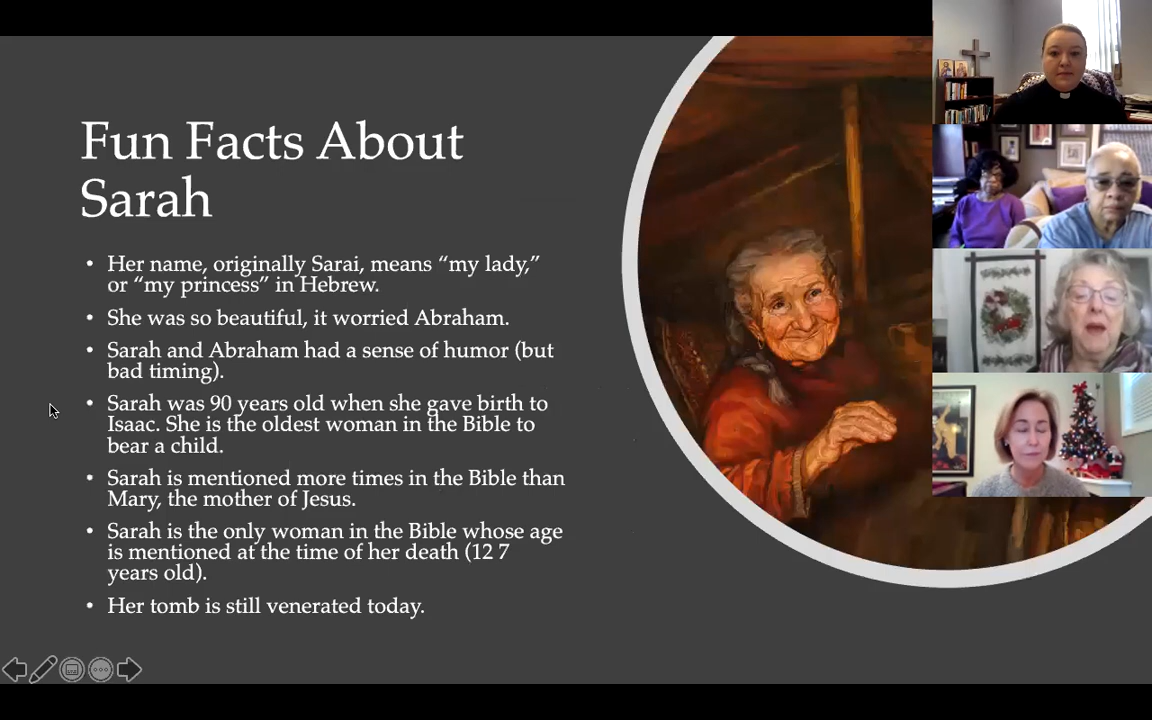 Fun Facts About
Sarah
• Her name, originally Sarai, means “my lady,”
or “my princess” in Hebrew.
• She was so beautiful, it worried Abraham.
• Sarah and Abraham had a sense of humor (but
bad timing).
• Sarah was 90 years old when she gave birth to
Isaac. She is the oldest woman in the Bible to
bear a child.
• Sarah is mentioned more times in the Bible than
Mary, the mother of Jesus.
• Sarah is the only woman in the Bible whose age
is mentioned at the time of her death (12 7
years old).
• Her tomb is still venerated today.